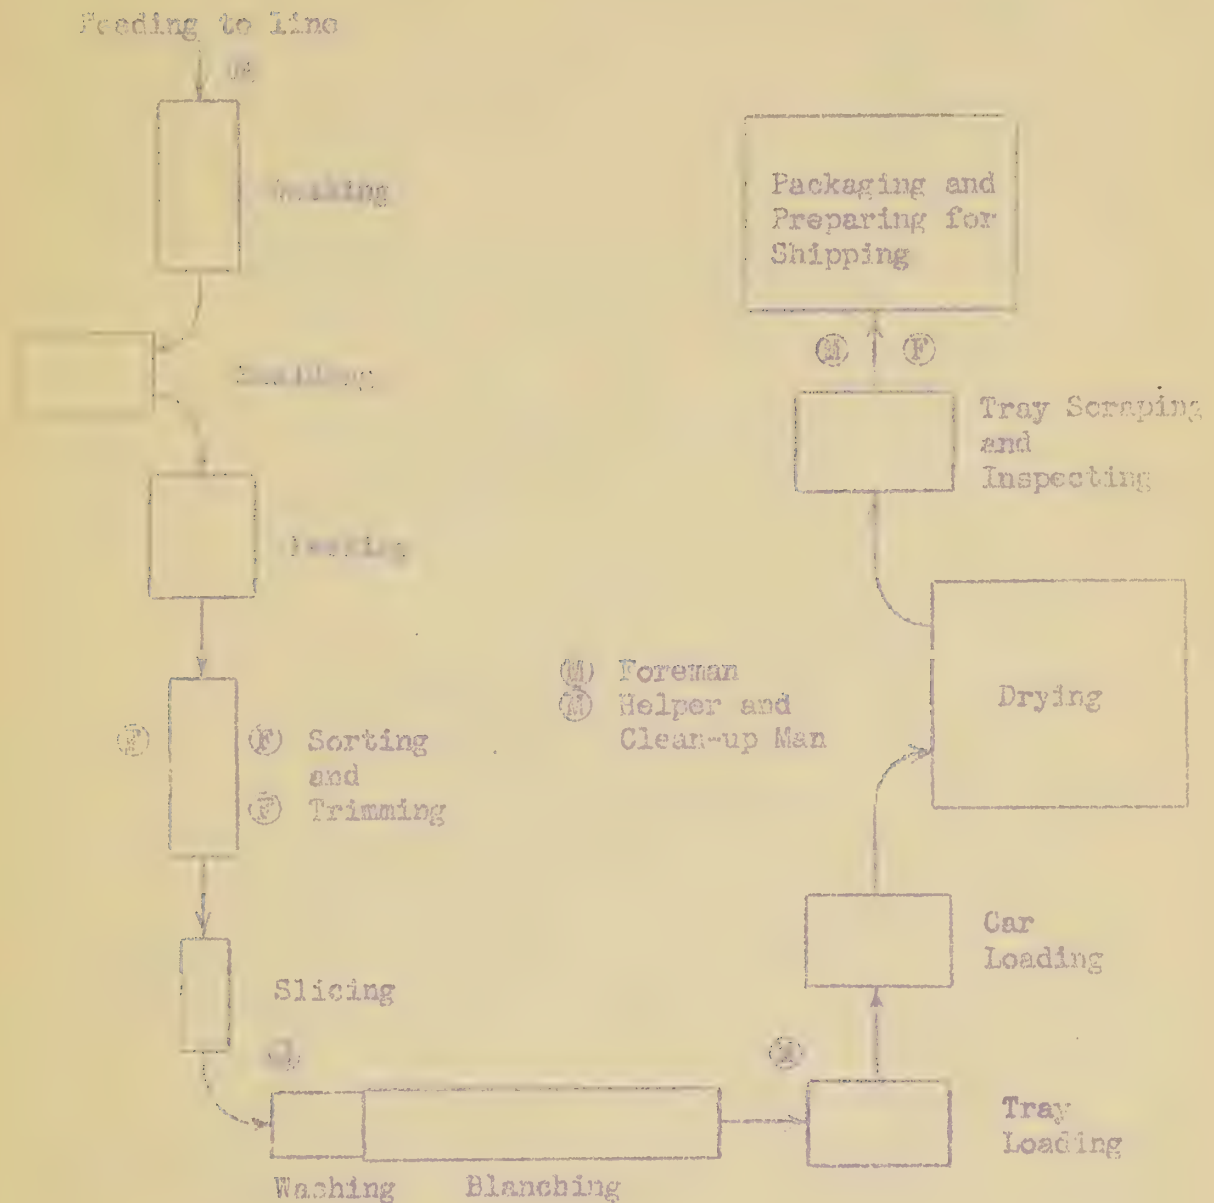 Feeding to line
Packaging and
Preparing for
Shipping
M F
Tray Scraping
and
Inspecting
M Foreman
M Helper and
Clean-up Man
Drying
F
F Sorting
and
F Trimming
Car
Loading
Slicing
M
Tray
Loading
Washing Blanching